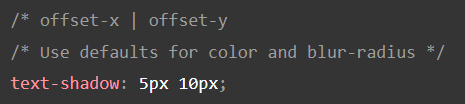 /* offset-x | offset-y
/* Use defaults for color and blur-radius */
text-shadow: 5px 10px;